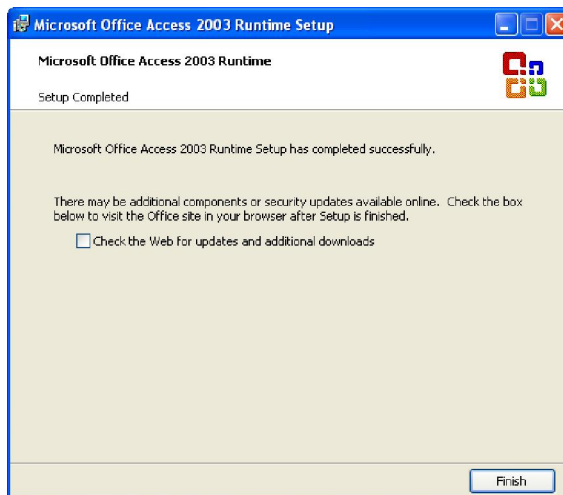 Microsoft Office Access 2003 Runtime Setup
Microsoft Office Access 2003 Runtime
Setup Completed
Microsoft Office Access 2003 Runtime Setup has completed successfully.
There may be additional components or security updates available online.  Check the box
below to visit the Office site in your browser after Setup is finished.
Check the Web for updates and additional downloads
Finish